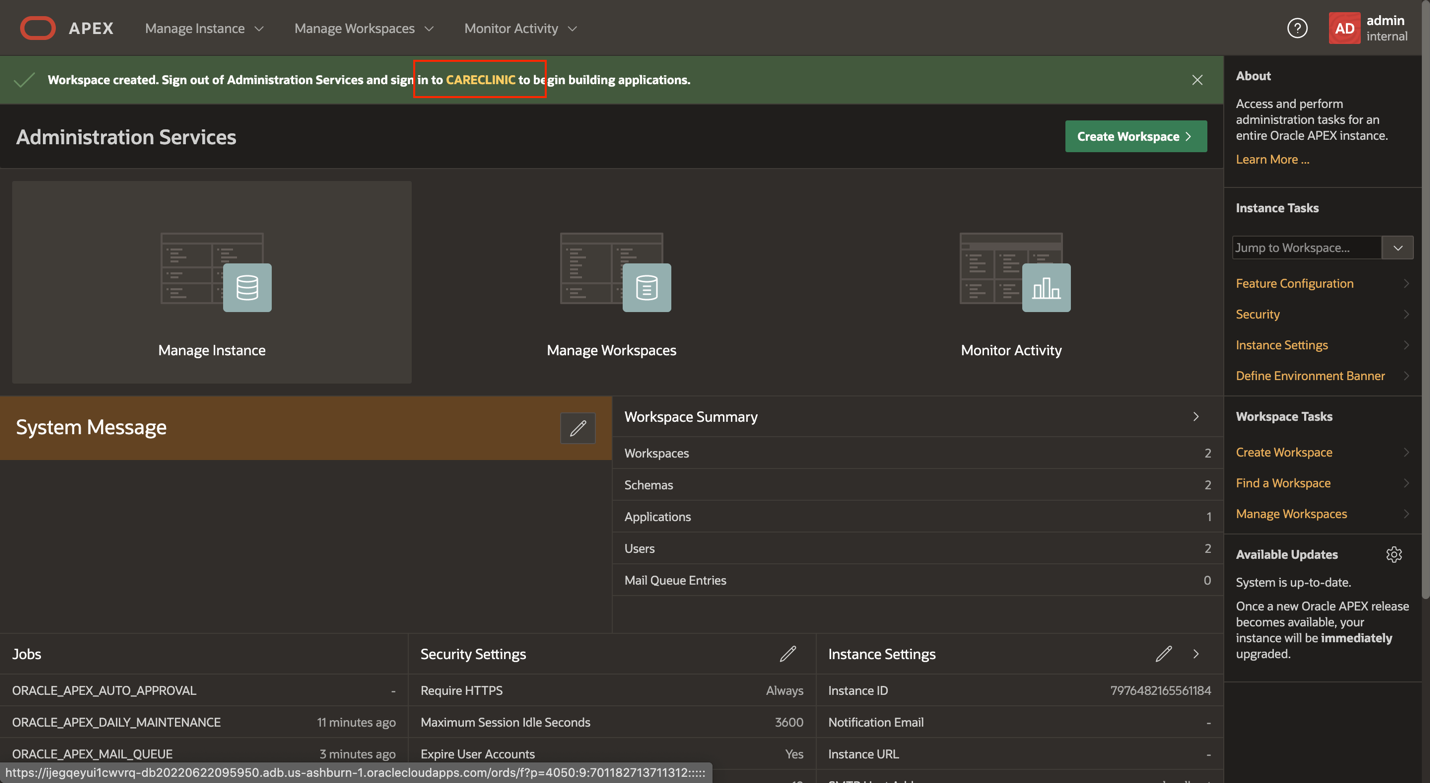 APEX
Manage Instance
Manage Workspaces
Monitor Activity
AD
admin
internal
Workspace created. Sign out of Administration Services and sign in to CARECLINIC to begin building applications.
Administration Services
Create Workspace
Manage Instance
Manage Workspaces
Monitor Activity
System Message
Workspace Summary
Workspaces 2
Schemas 2
Applications 1
Users 2
Mail Queue Entries 0
Jobs
ORACLE_APEX_AUTO_APPROVAL -
ORACLE_APEX_DAILY_MAINTENANCE 11 minutes ago
ORACLE_APEX_MAIL_QUEUE 3 minutes ago
Security Settings
Require HTTPS Always
Maximum Session Idle Seconds 3600
Expire User Accounts Yes
Instance Settings
Instance ID 7976482165561184
Notification Email -
Instance URL -
About
Access and perform
administration tasks for an
entire Oracle APEX instance.
Learn More ...
Instance Tasks
Jump to Workspace...
Feature Configuration
Security
Instance Settings
Define Environment Banner
Workspace Tasks
Create Workspace
Find a Workspace
Manage Workspaces
Available Updates
System is up-to-date.
Once a new Oracle APEX release
becomes available, your
instance will be immediately
upgraded.
https://ijegqeyui1cwvrq-db20220622095950.adb.us-ashburn-1.oraclecloudapps.com/ords/f?p=4050:9:701182713711312:::::